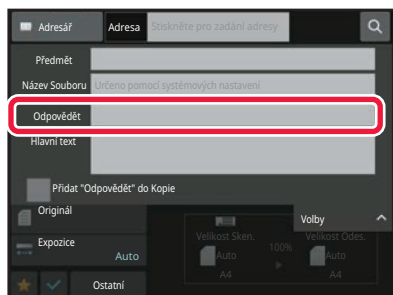 Adresář Adresa Stiskněte pro zadání adresy
Předmět
Název Souboru Určeno pomocí systémových nastavení
Odpovědět
Hlavní text
Přidat "Odpovědět" do Kopie
Originál
Volby
Expozice
Auto
Velikost Sken. 100% Velikost Odes.
Auto Auto
A4 A4
Ostatní